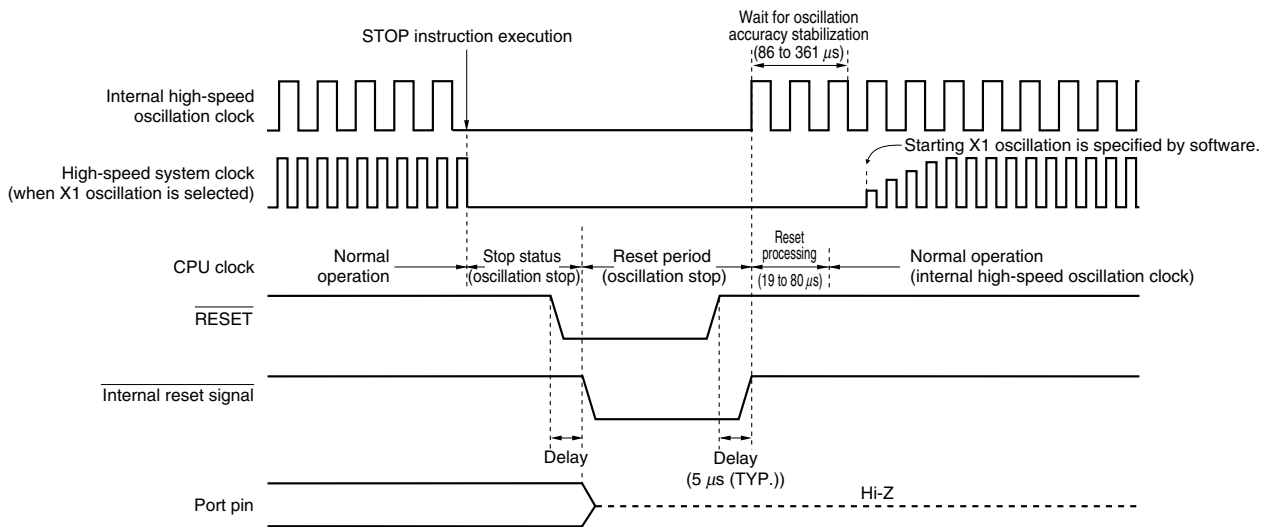 Wait for oscillation
accuracy stabilization
(86 to 361 μs)
STOP instruction execution
Internal high-speed
oscillation clock
Starting X1 oscillation is specified by software.
High-speed system clock
(when X1 oscillation is selected)
CPU clock
Normal
operation
Stop status
(oscillation stop)
Reset period
(oscillation stop)
Reset
processing
(19 to 80 μs)
Normal operation
(internal high-speed oscillation clock)
RESET
Internal reset signal
Delay
Delay
(5 μs (TYP.))
Port pin
Hi-Z